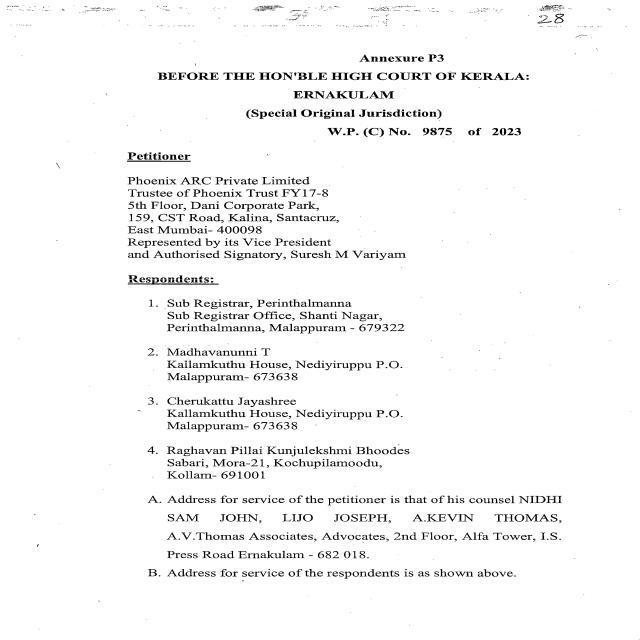 28
Annexure P3
BEFORE THE HON'BLE HIGH COURT OF KERALA:
ERNAKULAM
(Special Original Jurisdiction)
W.P. (C) No. 9875 of 2023
Petitioner
Phoenix ARC Private Limited
Trustee of Phoenix Trust FY17-8
5th Floor, Dani Corporate Park,
159, CST Road, Kalina, Santacruz,
East Mumbai- 400098
Represented by its Vice President
and Authorised Signatory, Suresh M Variyam
Respondents:
1. Sub Registrar, Perinthalmanna
Sub Registrar Office, Shanti Nagar,
Perinthalmanna, Malappuram - 679322
2. Madhavanunni T
Kallamkuthu House, Nediyiruppu P.O.
Malappuram- 673638
3. Cherukattu Jayashree
Kallamkuthu House, Nediyiruppu P.O.
Malappuram- 673638
4. Raghavan Pillai Kunjulekshmi Bhoodes
Sabari, Mora-21, Kochupilamoodu,
Kollam- 691001
A. Address for service of the petitioner is that of his counsel NIDHI
SAM JOHN, LIJO JOSEPH, A.KEVIN THOMAS,
A.V.Thomas Associates, Advocates, 2nd Floor, Alfa Tower, I.S.
Press Road Ernakulam - 682 018.
B. Address for service of the respondents is as shown above.